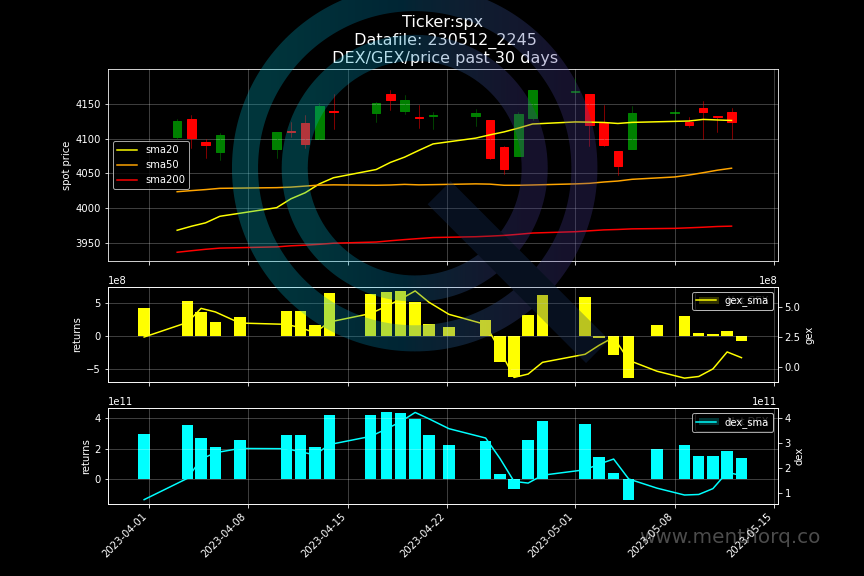 Ticker:spx
Datafile: 230512_2245
DEX/GEX/price past 30 days
4150
4100
4050
4000
3950
spot price
sma20
sma50
sma200
1e8
1e8
5
0
−5
returns
5.0
2.5
0.0
gex
gex_sma
1e11
1e11
4
2
0
returns
4
3
2
1
dex
dex_sma
2023-04-01
2023-04-08
2023-04-15
2023-04-22
2023-05-01
2023-05-08
2023-05-15
www.menthorq.co